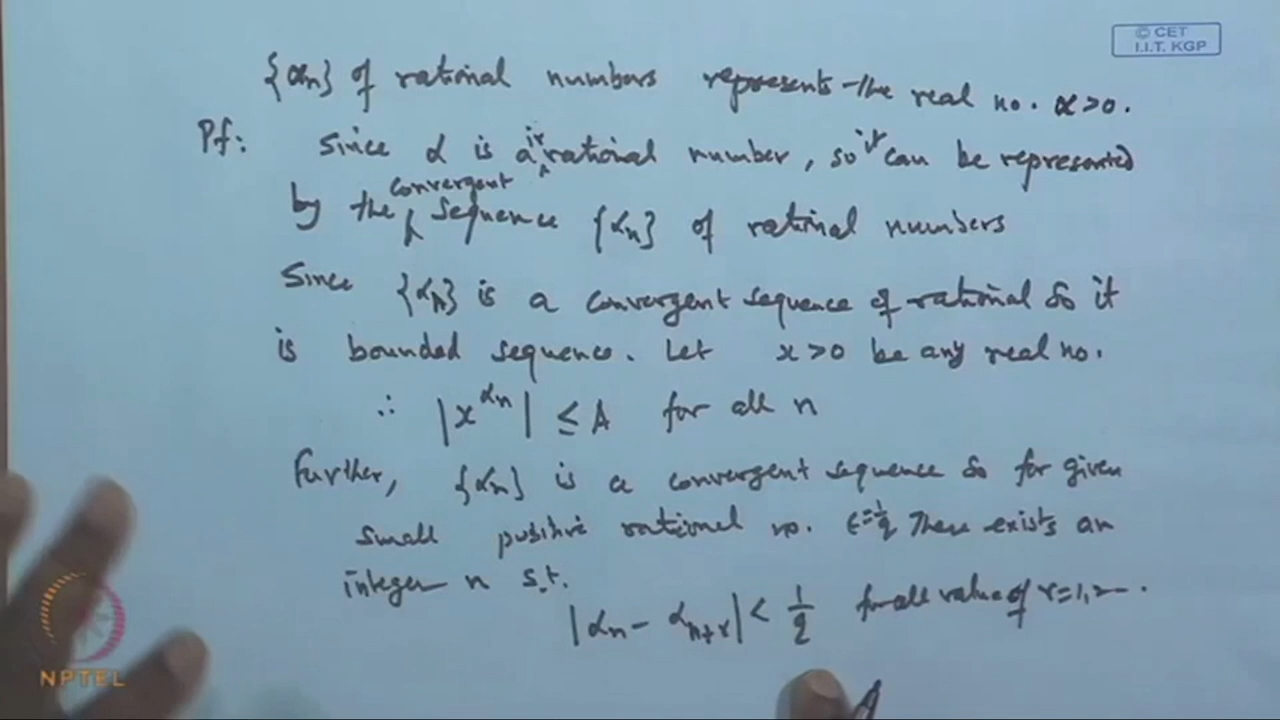 © CET
I.I.T. KGP
{αn} of rational numbers represents the real no. α>0.
Pf: Since α is a irrational number, so it can be represented
by the convergent sequence {αn} of rational numbers
Since {αn} is a convergent sequence of rational so it
is bounded sequence. Let x>0 be any real no.
∴ |x^αn| ≤ A for all n
Further, {αn} is a convergent sequence so for given
small positive rational no. ε=1/q There exists an
integer n s.t.
|αn - αn+r| < 1/q for all value of r=1,2--.
NPTEL